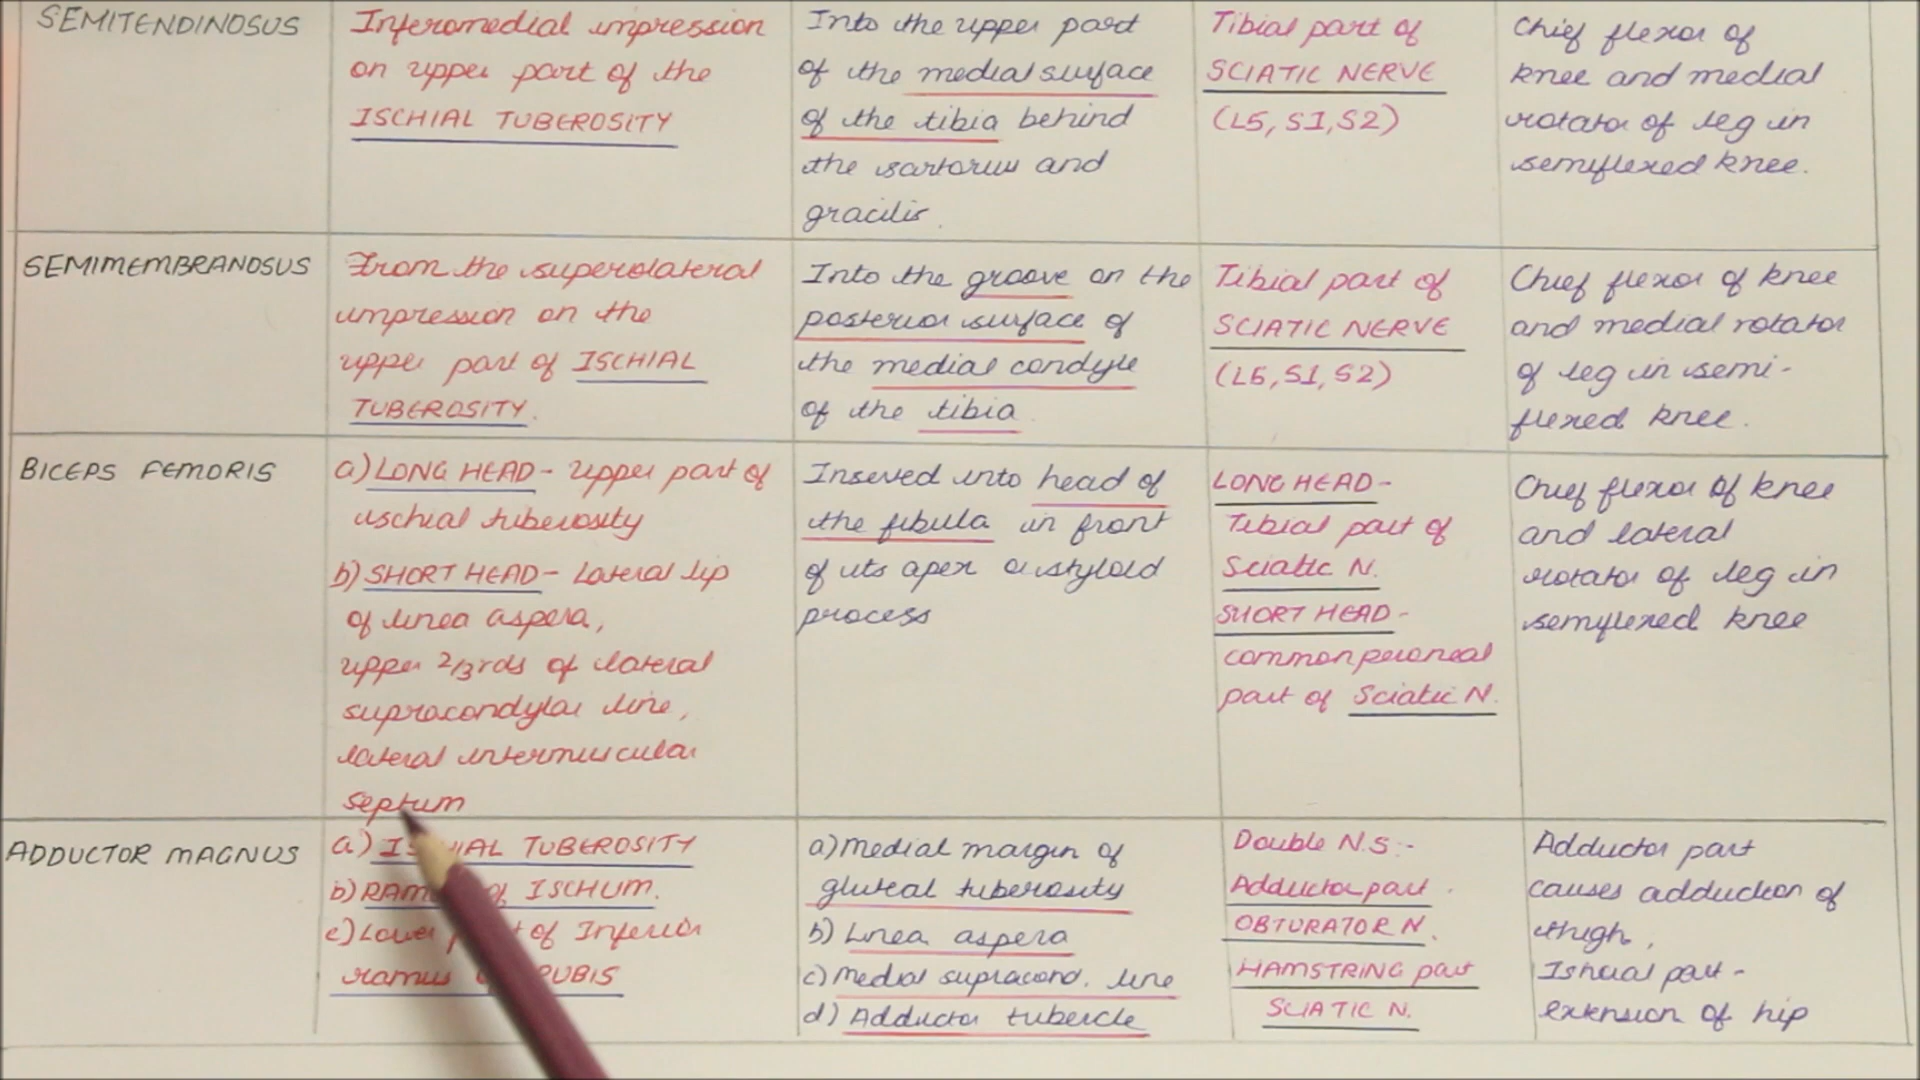 SEMITENDINOSUS
Inferomedial impression
on upper part of the
ISCHIAL TUBEROSITY
Into the upper part
of the medial surface
of the tibia behind
the sartorius and
gracilis.
Tibial part of
SCIATIC NERVE
(L5, S1, S2)
Chief flexor of
knee and medial
rotator of leg in
semiflexed knee.
SEMIMEMBRANOSUS
From the superolateral
impression on the
upper part of ISCHIAL
TUBEROSITY.
Into the groove on the
posterior surface of
the medial condyle
of the tibia
Tibial part of
SCIATIC NERVE
(L5, S1, S2)
Chief flexor of knee
and medial rotator
of leg in semi-
flexed knee.
BICEPS FEMORIS
a) LONG HEAD - Upper part of
ischial tuberosity
b) SHORT HEAD - Lateral lip
of linea aspera,
upper 2/3rds of lateral
supracondylar line,
lateral intermuscular
septum
Inserved into head of
the fibula in front
of its apex or styloid
process
LONG HEAD -
Tibial part of
Sciatic N.
SHORT HEAD -
common peroneal
part of Sciatic N.
Chief flexor of knee
and lateral
rotator of leg in
semiflexed knee
ADDUCTOR MAGNUS
a) TUBEROSITY
b) ISCHUM.
c) Lower of Inferior
ramus PUBIS
a) Medial margin of
gluteal tuberosity
b) Linea aspera
c) Medial supracond. line
d) Adductor tubercle
Double N.S:-
Adductor part.
OBTURATOR N.
HAMSTRING part
SCIATIC N.
Adductor part
causes adduction of
thigh,
Ishcial part -
extension of hip